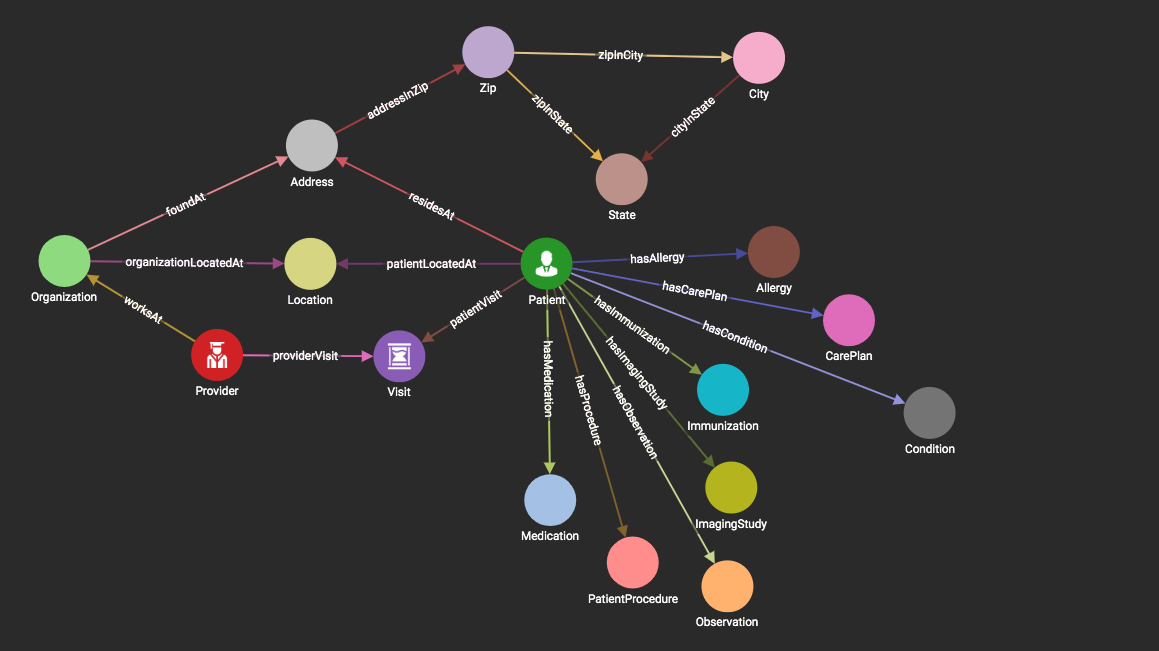 zipInCity
Zip
City
addressInZip
zipInState
cityInState
Address
State
foundAt
residesAt
organizationLocatedAt
patientLocatedAt
hasAllergy
Organization
Location
Patient
Allergy
hasCarePlan
worksAt
patientVisit
hasImmunization
hasCondition
CarePlan
providerVisit
hasMedication
hasImagingStudy
Provider
Visit
hasProcedure
hasObservation
Immunization
Condition
Medication
ImagingStudy
PatientProcedure
Observation